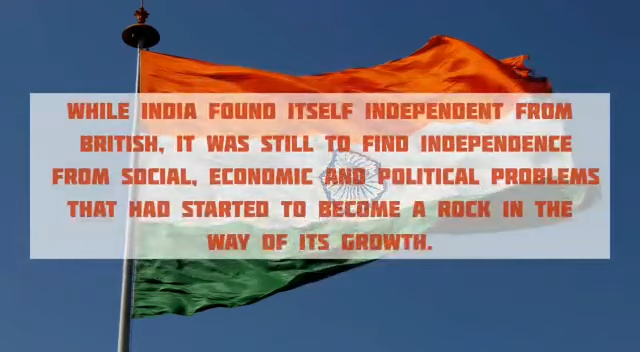 WHILE INDIA FOUND ITSELF INDEPENDENT FROM
BRITISH, IT WAS STILL TO FIND INDEPENDENCE
FROM SOCIAL, ECONOMIC AND POLITICAL PROBLEMS
THAT HAD STARTED TO BECOME A ROCK IN THE
WAY OF ITS GROWTH.